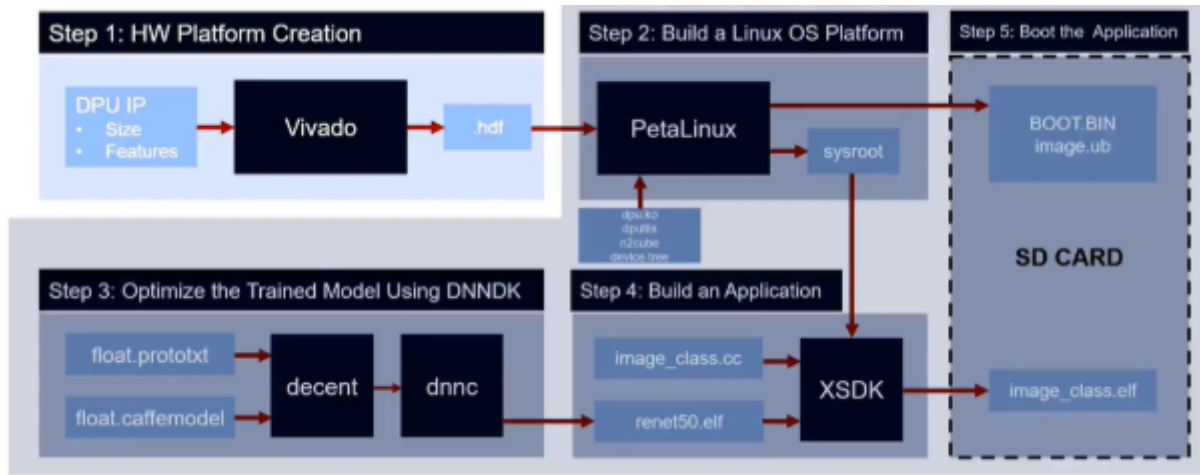 Step 1: HW Platform Creation
DPU IP
• Size
• Features
Vivado
.hdf
Step 2: Build a Linux OS Platform
PetaLinux
sysroot
dpu.ko
dputils
n2cube
device tree
Step 3: Optimize the Trained Model Using DNNDK
float.prototxt
float.caffemodel
decent
dnnc
Step 4: Build an Application
image_class.cc
renet50.elf
XSDK
Step 5: Boot the Application
BOOT.BIN
image.ub
SD CARD
image_class.elf